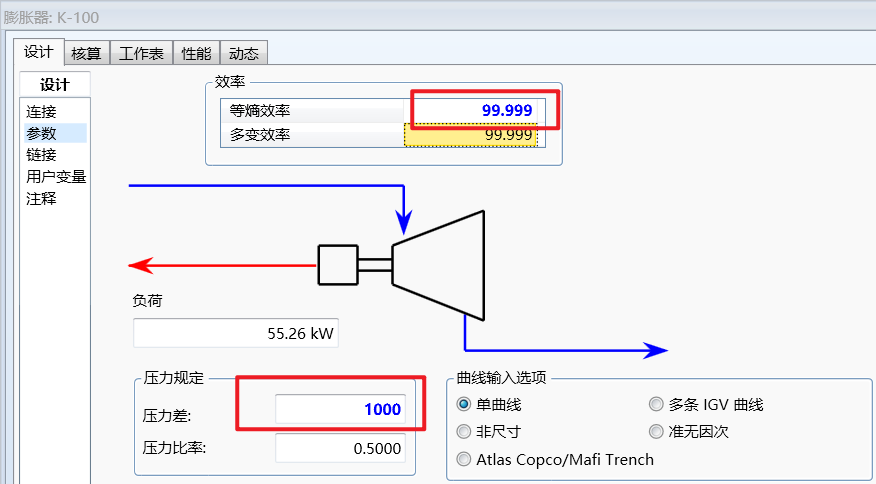 膨胀器: K-100
设计 核算 工作表 性能 动态
设计
连接
参数
链接
用户变量
注释
效率
等熵效率 99.999
多变效率 99.999
负荷
55.26 kW
压力规定
压力差: 1000
压力比率: 0.5000
曲线输入选项
单曲线 多条 IGV 曲线
非尺寸 准无因次
Atlas Copco/Mafi Trench